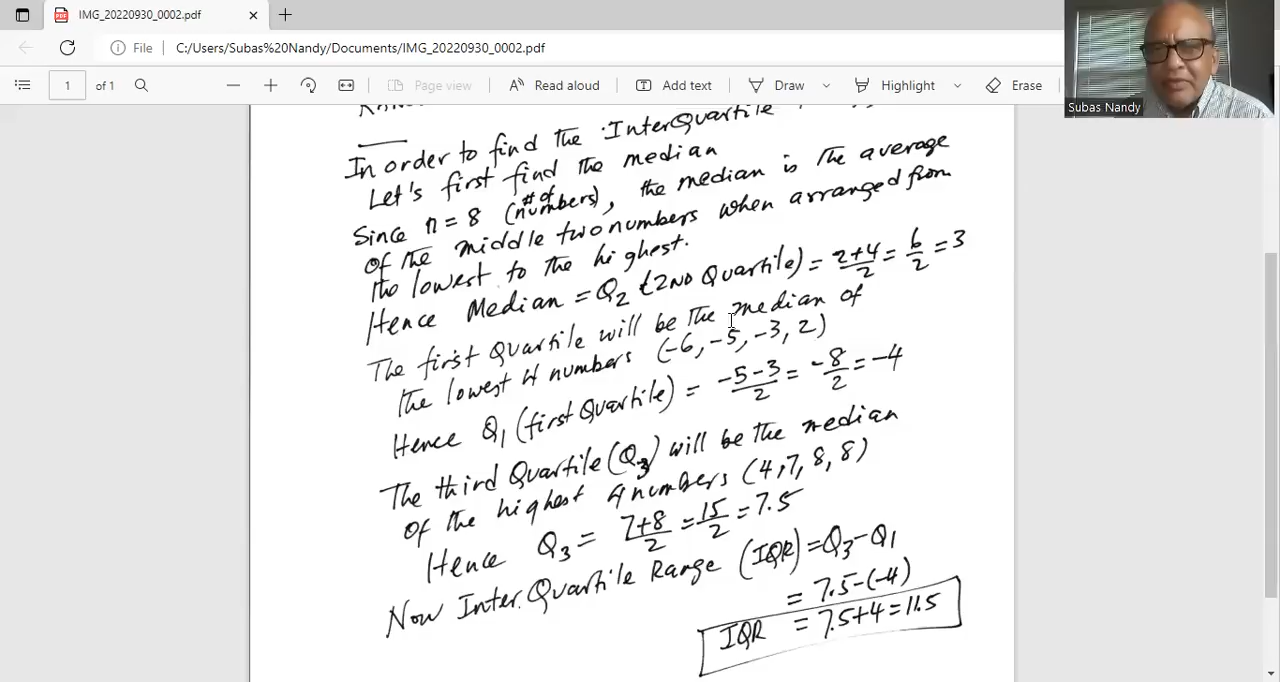 IMG_20220930_0002.pdf
File C:/Users/Subas%20Nandy/Documents/IMG_20220930_0002.pdf
1 of 1 Page view Read aloud Add text Draw Highlight Erase
Subas Nandy
In order to find the InterQuartile
Let's first find the median
Since n = 8 (# of numbers), the median is the average
of the middle two numbers when arranged from
the lowest to the highest.
Hence Median = Q2 (2ND Quartile) = 2+4/2 = 6/2 = 3
The first Quartile will be the median of
the lowest 4 numbers (-6, -5, -3, 2)
Hence Q1 (first Quartile) = -5-3/2 = -8/2 = -4
The third Quartile (Q3) will be the median
of the highest 4 numbers (4, 7, 8, 8)
Hence Q3 = 7+8/2 = 15/2 = 7.5
Now Inter Quartile Range (IQR) = Q3 - Q1
= 7.5-(-4)
IQR = 7.5+4 = 11.5